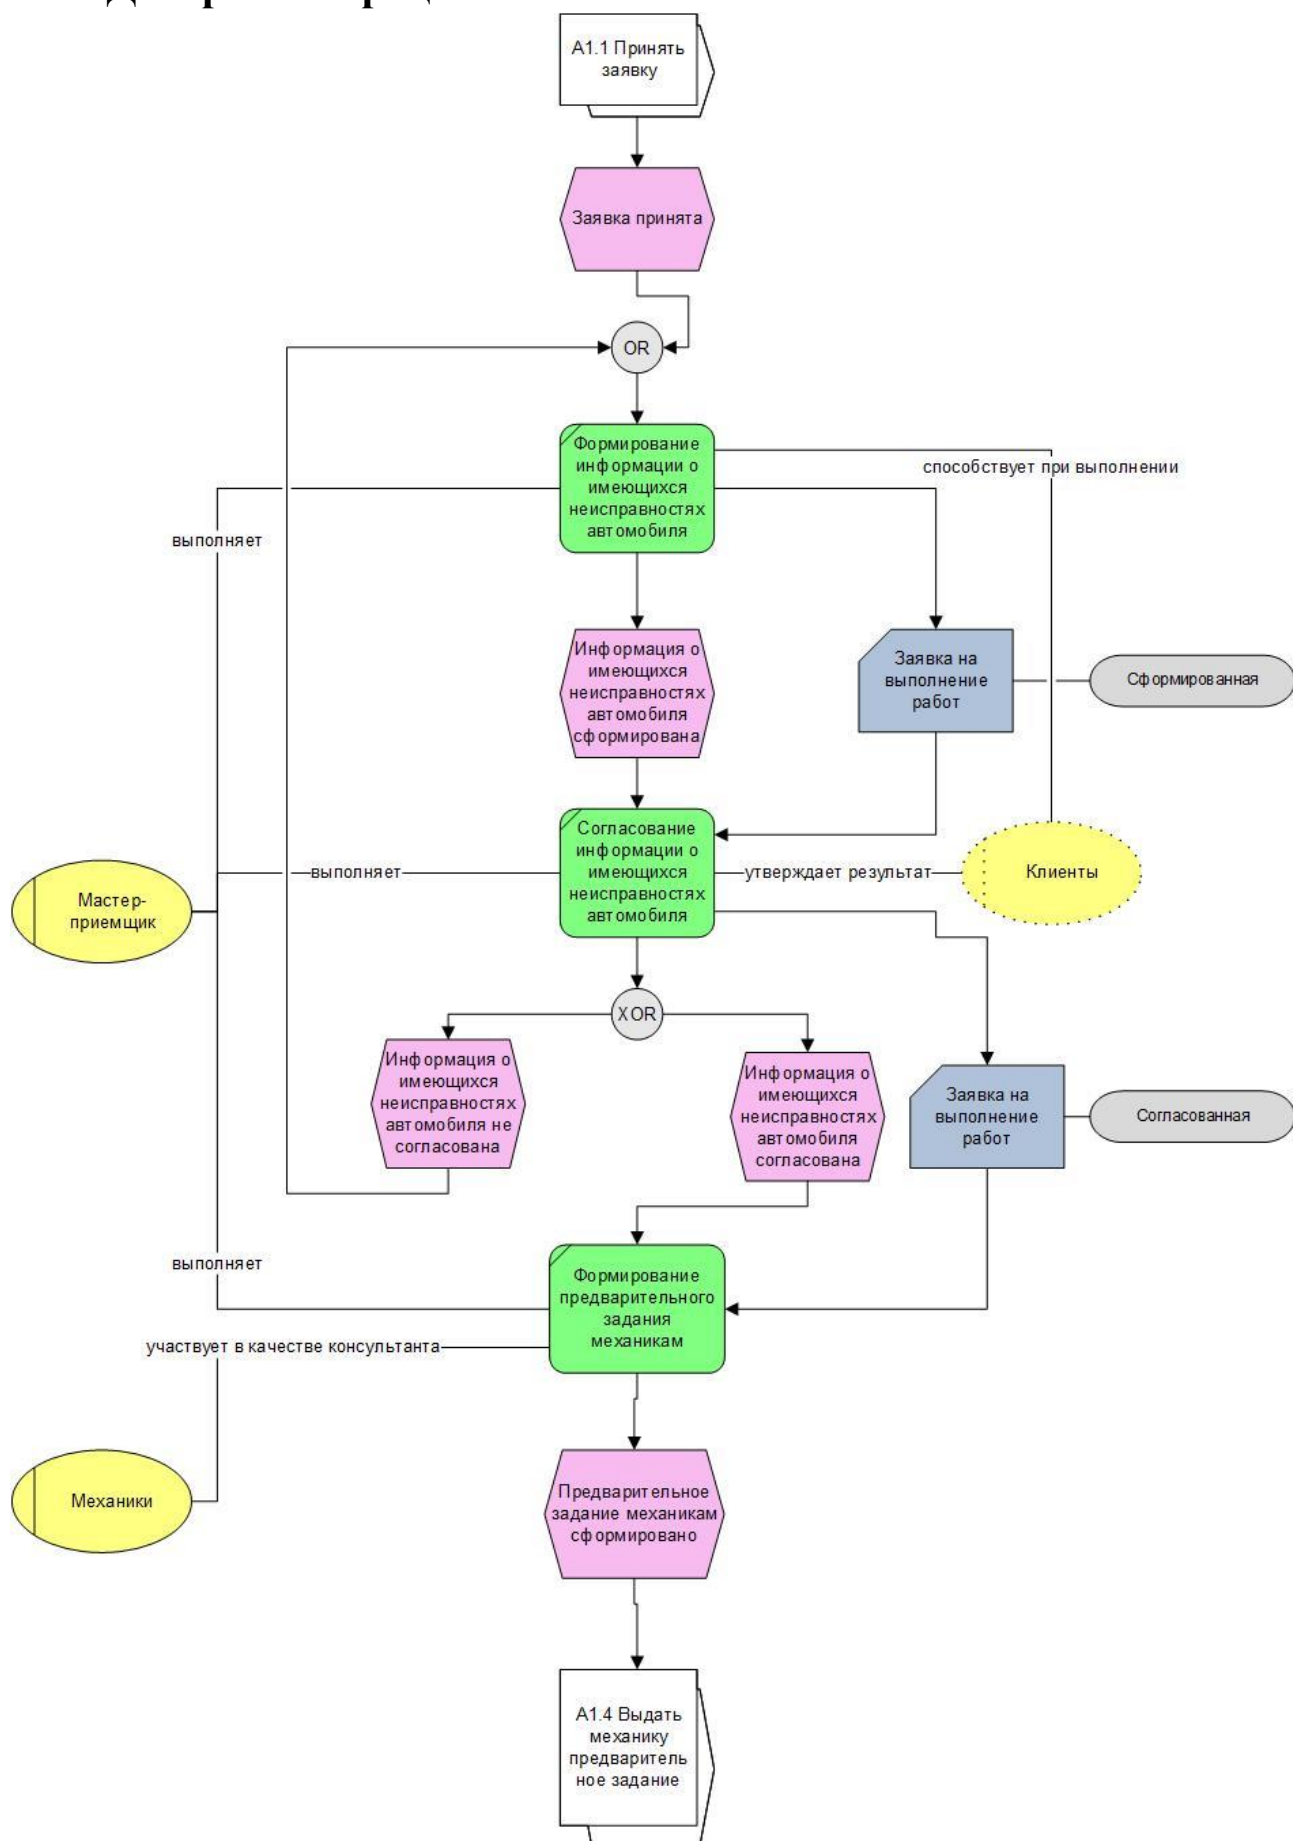 А1.1 Принять
заявку
Заявка принята
OR
Формирование
информации о
имеющихся
неисправностях
автомобиля
способствует при выполнении
выполняет
Информация о
имеющихся
неисправностях
автомобиля
сформирована
Заявка на
выполнение
работ
Сформированная
Согласование
информации о
имеющихся
неисправностях
автомобиля
выполняет
утверждает результат
Клиенты
Мастер-
приемщик
XOR
Информация о
имеющихся
неисправностях
автомобиля не
согласована
Информация о
имеющихся
неисправностях
автомобиля
согласована
Заявка на
выполнение
работ
Согласованная
выполняет
Формирование
предварительного
задания
механикам
участвует в качестве консультанта
Механики
Предварительное
задание механикам
сформировано
А1.4 Выдать
механику
предваритель
ное задание